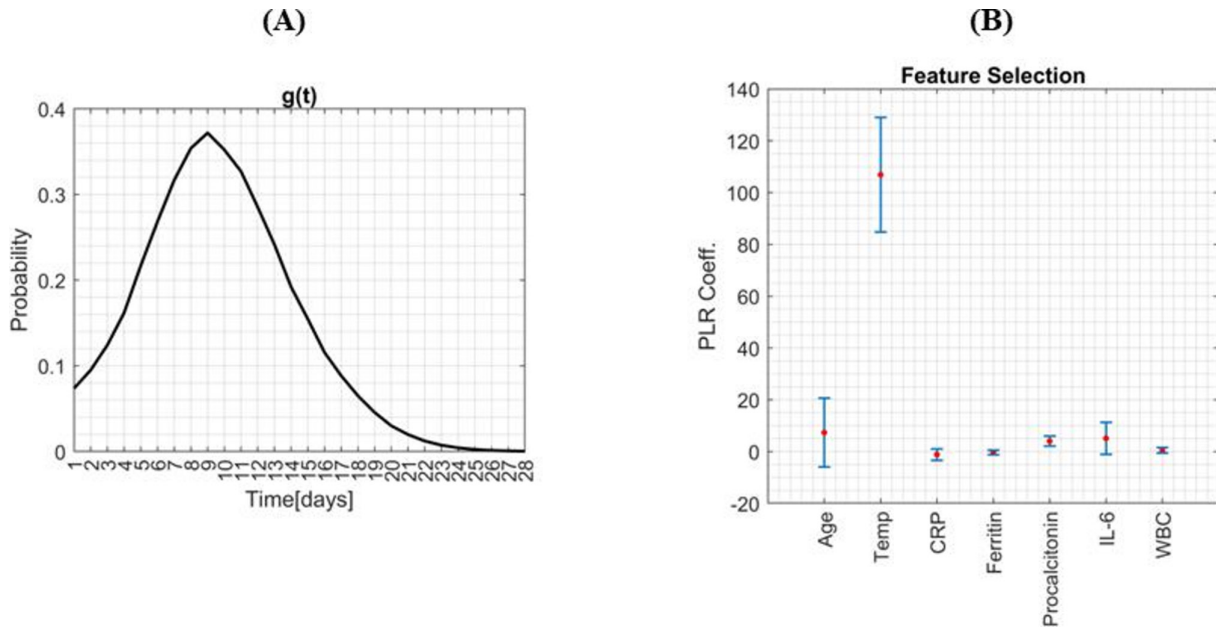 (A)
g(t)
0.4
0.3
0.2
0.1
0
Probability
1 2 3 4 5 6 7 8 9 10 11 12 13 14 15 16 17 18 19 20 21 22 23 24 25 26 27 28
Time[days]
(B)
Feature Selection
140
120
100
80
60
40
20
0
-20
PLR Coeff.
Age
Temp
CRP
Ferritin
Procalcitonin
IL-6
WBC